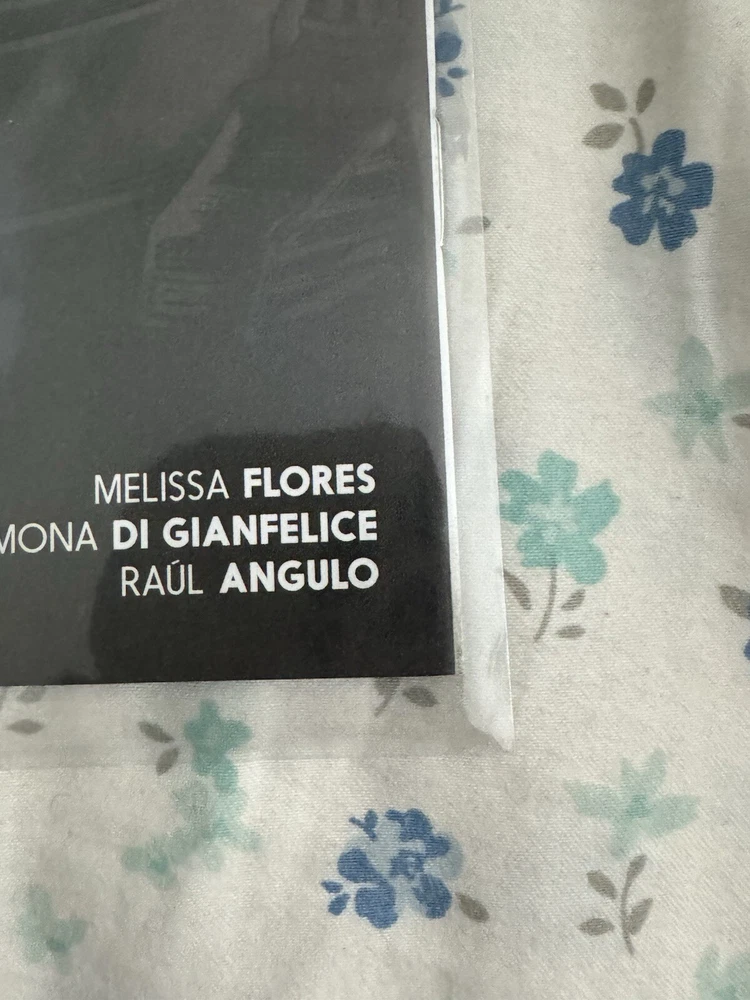 MELISSA FLORES
MONA DI GIANFELICE
RAÚL ANGULO